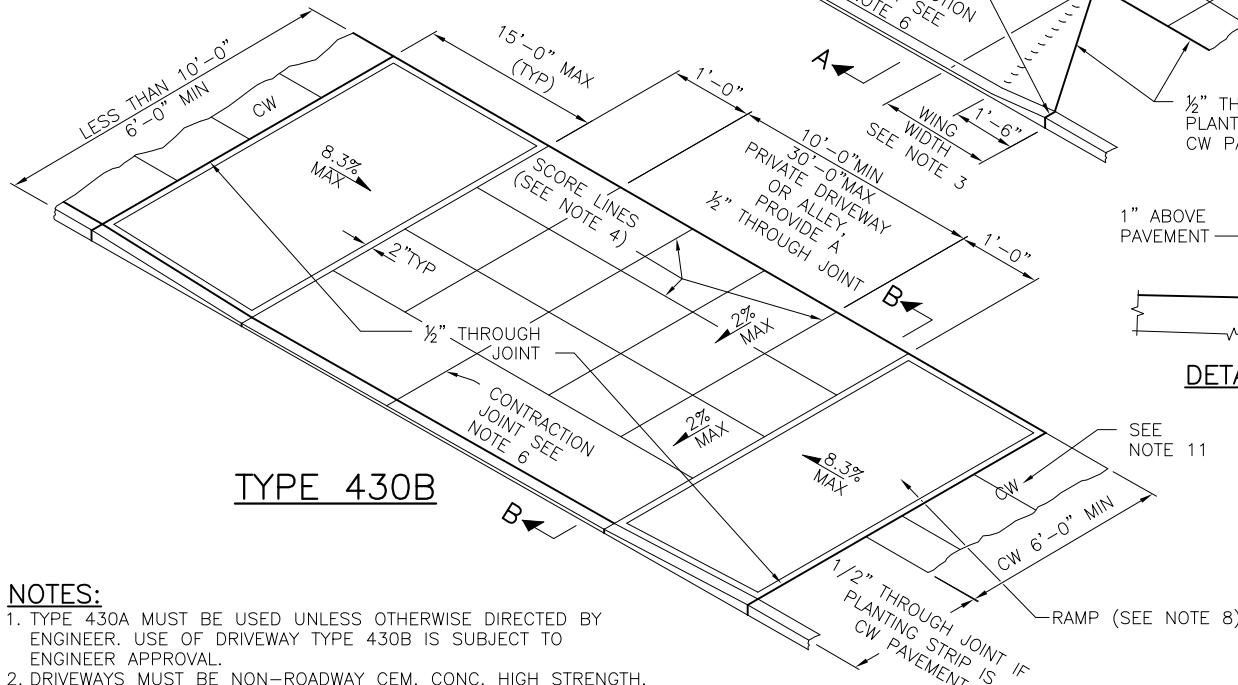 LESS THAN 10'-0"
6'-0" MIN
CW
15'-0" MAX
(TYP)
8.3%
MAX
SCORE LINES
(SEE NOTE 4)
2"TYP
½" THROUGH
JOINT
CONTRACTION
JOINT SEE
NOTE 6
1'-0"
10'-0"MIN
30'-0"MAX
PRIVATE DRIVEWAY
OR ALLEY,
PROVIDE A
½" THROUGH JOINT
1'-0"
B
2%
MAX
2%
MAX
8.3%
MAX
B
TYPE 430B
SEE
NOTE 6
A
WING
WIDTH
SEE NOTE 3
1'-6"
½" TH
PLANT
CW PA
1" ABOVE
PAVEMENT
DETA
SEE
NOTE 11
CW
CW 6'-0" MIN
RAMP (SEE NOTE 8)
1/2" THROUGH JOINT IF
PLANTING STRIP IS
CW PAVEMENT
NOTES:
1. TYPE 430A MUST BE USED UNLESS OTHERWISE DIRECTED BY
ENGINEER. USE OF DRIVEWAY TYPE 430B IS SUBJECT TO
ENGINEER APPROVAL.
2. DRIVEWAYS MUST BE NON-ROADWAY CEM. CONC. HIGH STRENGTH.